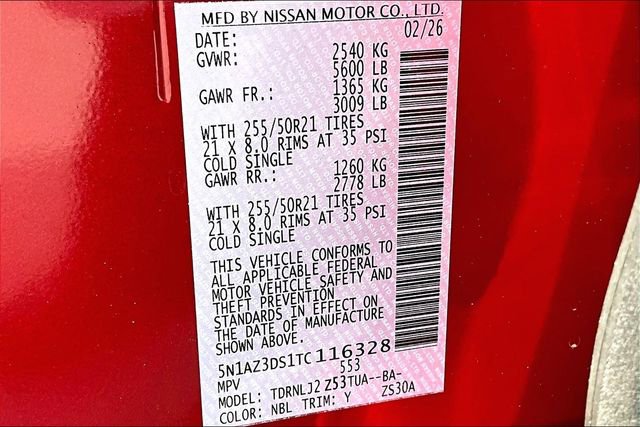 MFD BY NISSAN MOTOR CO., LTD.
DATE: 02/26
GVWR: 2540 KG
5600 LB
GAWR FR.: 1365 KG
3009 LB
WITH 255/50R21 TIRES
21 X 8.0 RIMS AT 35 PSI
COLD SINGLE
GAWR RR.: 1260 KG
2778 LB
WITH 255/50R21 TIRES
21 X 8.0 RIMS AT 35 PSI
COLD SINGLE
THIS VEHICLE CONFORMS TO
ALL APPLICABLE FEDERAL
MOTOR VEHICLE SAFETY AND
THEFT PREVENTION
STANDARDS IN EFFECT ON
THE DATE OF MANUFACTURE
SHOWN ABOVE.
5N1AZ3DS1TC116328
MPV 553
MODEL: TDRNLJ2 Z53TUA--BA-
COLOR: NBL TRIM: Y ZS30A